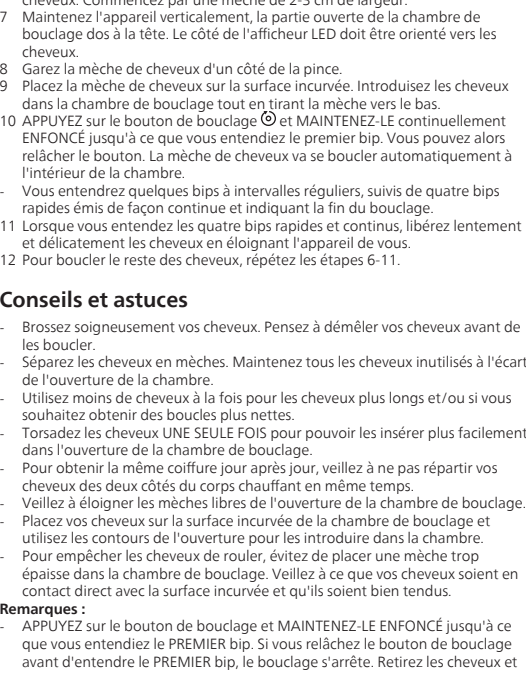 cheveux. Commencez par une mèche de 2-3 cm de largeur.
7 Maintenez l'appareil verticalement, la partie ouverte de la chambre de
bouclage dos à la tête. Le côté de l'afficheur LED doit être orienté vers les
cheveux.
8 Garez la mèche de cheveux d'un côté de la pince.
9 Placez la mèche de cheveux sur la surface incurvée. Introduisez les cheveux
dans la chambre de bouclage tout en tirant la mèche vers le bas.
10 APPUYEZ sur le bouton de bouclage et MAINTENEZ-LE continuellement
ENFONCÉ jusqu'à ce que vous entendiez le premier bip. Vous pouvez alors
relâcher le bouton. La mèche de cheveux va se boucler automatiquement à
l'intérieur de la chambre.
- Vous entendrez quelques bips à intervalles réguliers, suivis de quatre bips
rapides émis de façon continue et indiquant la fin du bouclage.
11 Lorsque vous entendez les quatre bips rapides et continus, libérez lentement
et délicatement les cheveux en éloignant l'appareil de vous.
12 Pour boucler le reste des cheveux, répétez les étapes 6-11.
Conseils et astuces
- Brossez soigneusement vos cheveux. Pensez à démêler vos cheveux avant de
les boucler.
- Séparez les cheveux en mèches. Maintenez tous les cheveux inutilisés à l'écart
de l'ouverture de la chambre.
- Utilisez moins de cheveux à la fois pour les cheveux plus longs et/ou si vous
souhaitez obtenir des boucles plus nettes.
- Torsadez les cheveux UNE SEULE FOIS pour pouvoir les insérer plus facilement
dans l'ouverture de la chambre de bouclage.
- Pour obtenir la même coiffure jour après jour, veillez à ne pas répartir vos
cheveux des deux côtés du corps chauffant en même temps.
- Veillez à éloigner les mèches libres de l'ouverture de la chambre de bouclage.
- Placez vos cheveux sur la surface incurvée de la chambre de bouclage et
utilisez les contours de l'ouverture pour les introduire dans la chambre.
- Pour empêcher les cheveux de rouler, évitez de placer une mèche trop
épaisse dans la chambre de bouclage. Veillez à ce que vos cheveux soient en
contact direct avec la surface incurvée et qu'ils soient bien tendus.
Remarques :
- APPUYEZ sur le bouton de bouclage et MAINTENEZ-LE ENFONCÉ jusqu'à ce
que vous entendiez le PREMIER bip. Si vous relâchez le bouton de bouclage
avant d'entendre le PREMIER bip, le bouclage s'arrête. Retirez les cheveux et